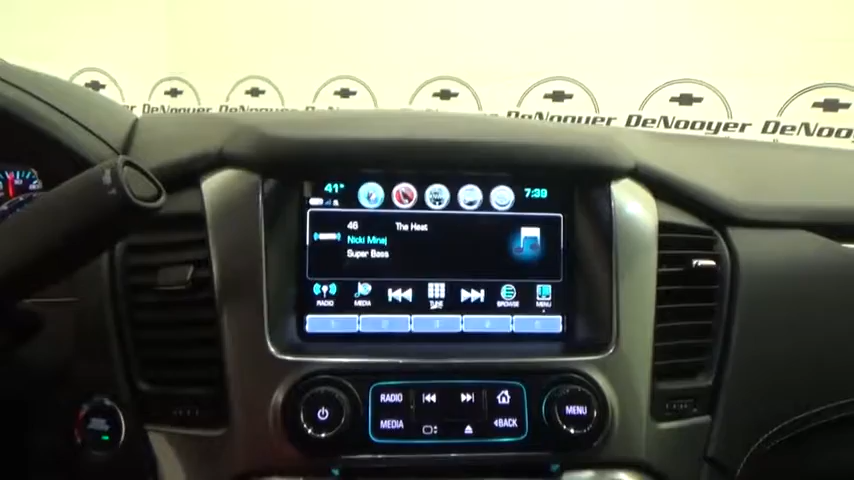 DeNooyer DeNooyer DeNooyer DeNooyer DeNooyer DeNooyer
41° 7:39
46 The Heat
Nicki Minaj
Super Bass
RADIO MEDIA TUNE BROWSE MENU
1 2 3 4 5
RADIO
MEDIA BACK
MENU